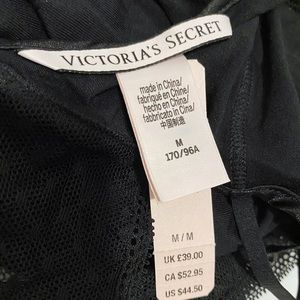 VICTORIA'S SECRET
made in China/
fabriqué en Chine/
hecho en China/
fabbricato in Cina/
中国制造
M
170/96A
M / M
UK £39.00
CA $52.95
US $44.50